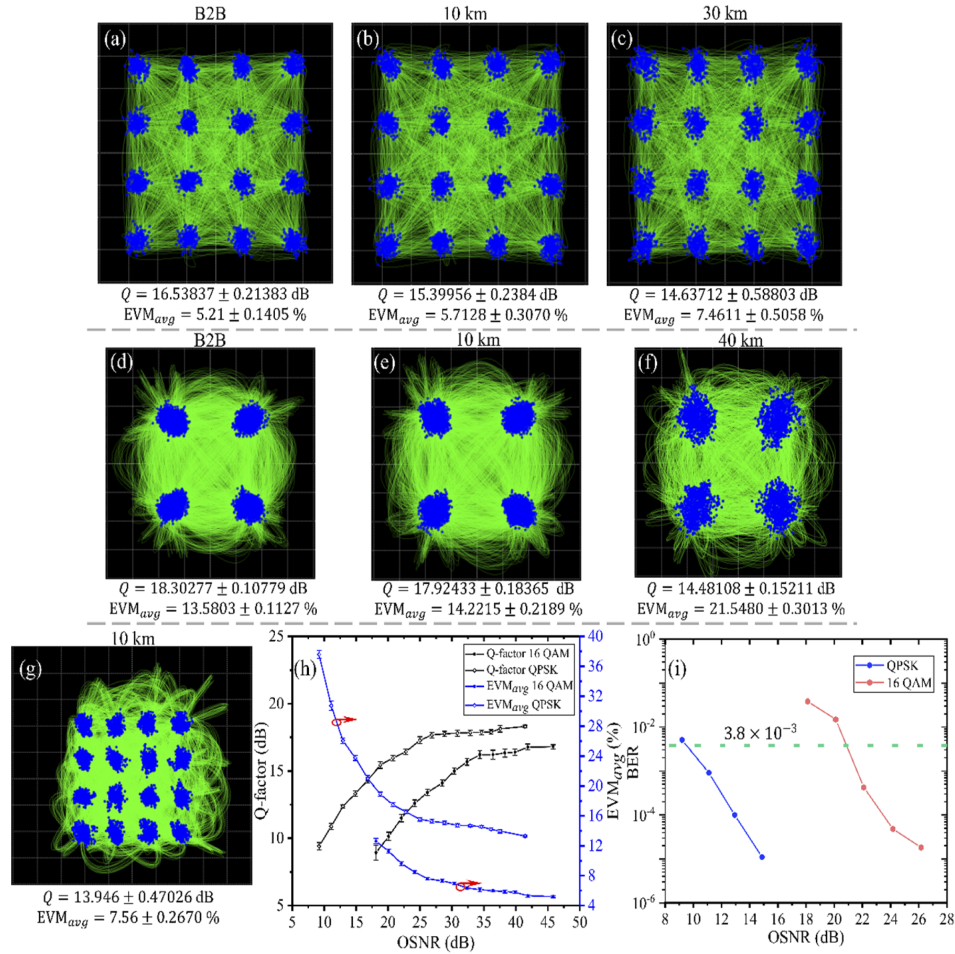 B2B 10 km 30 km
(a) (b) (c)
Q = 16.53837 ± 0.21383 dB Q = 15.39956 ± 0.2384 dB Q = 14.63712 ± 0.58803 dB
EVMavg = 5.21 ± 0.1405 % EVMavg = 5.7128 ± 0.3070 % EVMavg = 7.4611 ± 0.5058 %
B2B 10 km 40 km
(d) (e) (f)
Q = 18.30277 ± 0.10779 dB Q = 17.92433 ± 0.18365 dB Q = 14.48108 ± 0.15211 dB
EVMavg = 13.5803 ± 0.1127 % EVMavg = 14.2215 ± 0.2189 % EVMavg = 21.5480 ± 0.3013 %
10 km
(g)
Q = 13.946 ± 0.47026 dB
EVMavg = 7.56 ± 0.2670 %
(h)
Q-factor 16 QAM
Q-factor QPSK
EVMavg 16 QAM
EVMavg QPSK
Q-factor (dB)
25
20
15
10
5
40
36
32
28
24
20
16
12
8
4
EVMavg (%)
5 10 15 20 25 30 35 40 45 50
OSNR (dB)
(i)
QPSK
16 QAM
3.8 × 10⁻³
BER
10⁰
10⁻²
10⁻⁴
10⁻⁶
8 10 12 14 16 18 20 22 24 26 28
OSNR (dB)